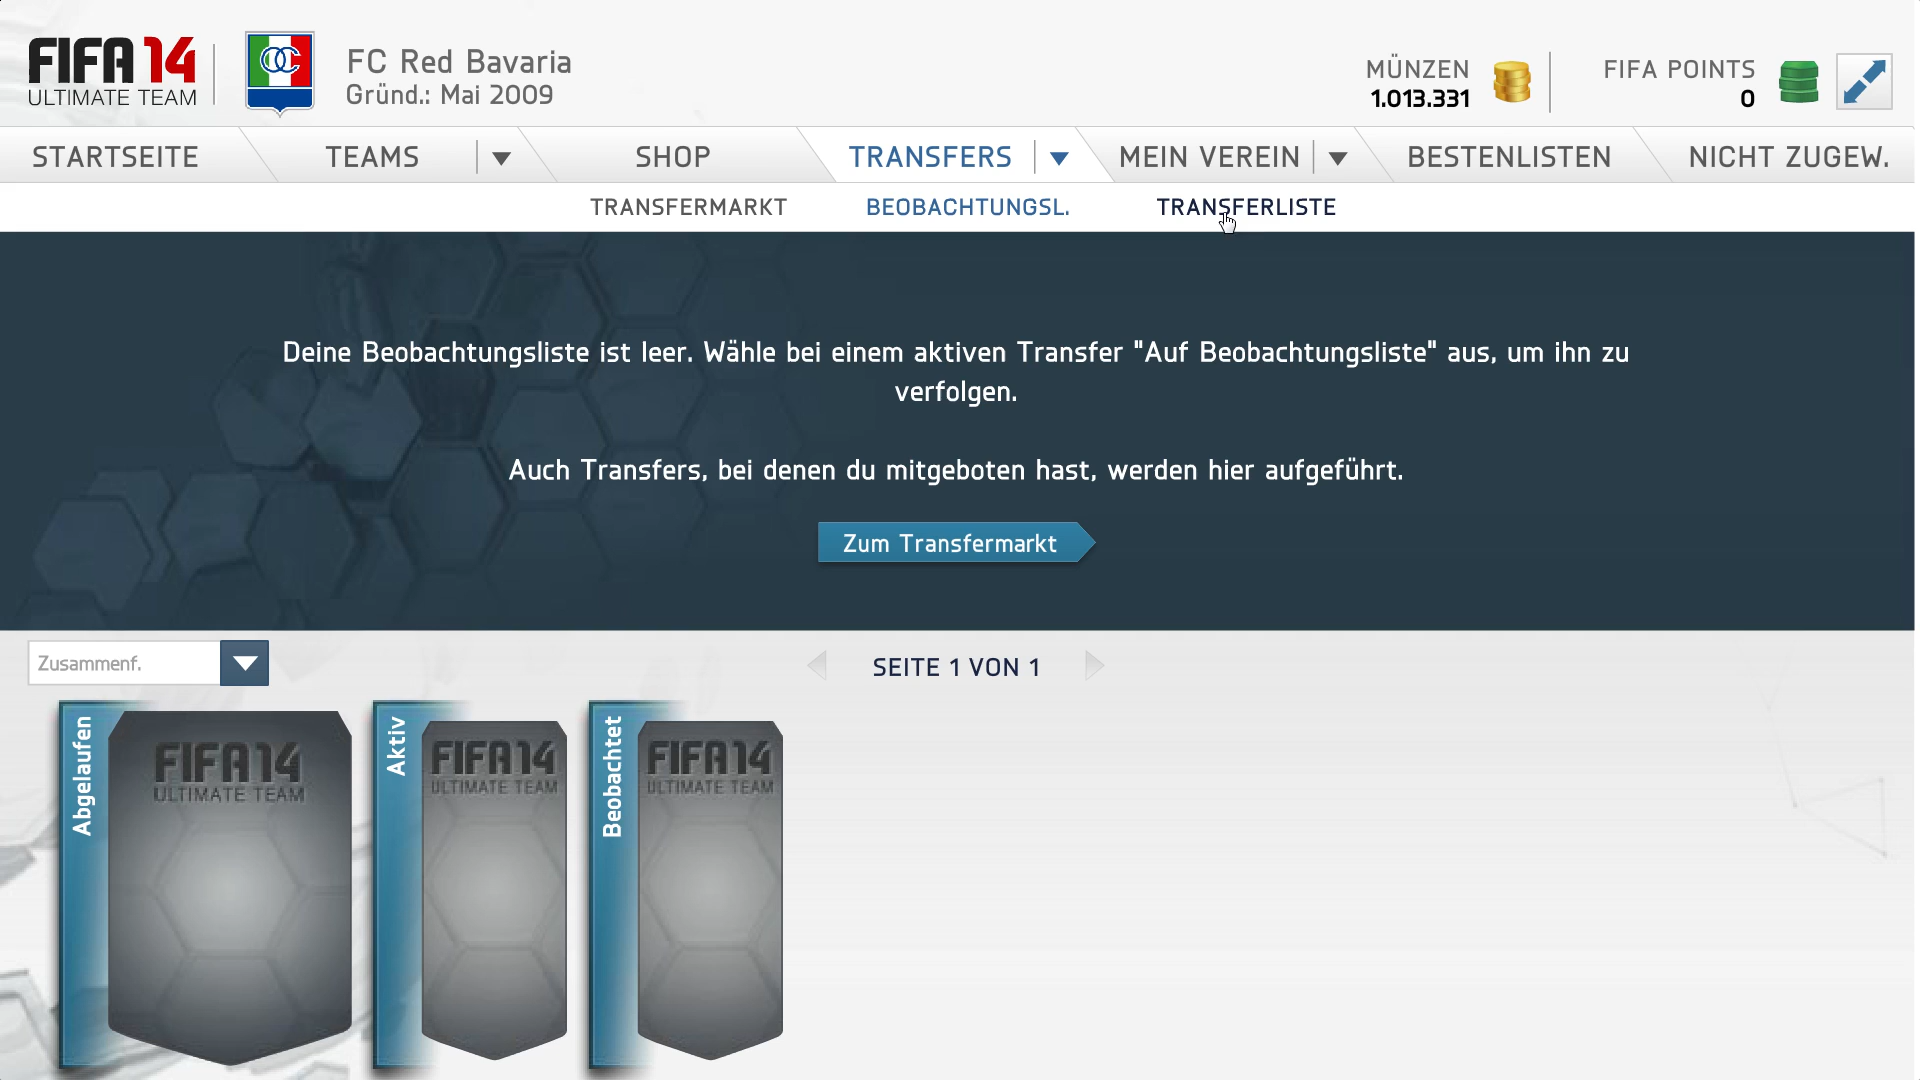 FIFA 14
ULTIMATE TEAM
FC Red Bavaria
Gründ.: Mai 2009
MÜNZEN
1.013.331
FIFA POINTS
0
STARTSEITE
TEAMS
SHOP
TRANSFERS
MEIN VEREIN
BESTENLISTEN
NICHT ZUGEW.
TRANSFERMARKT
BEOBACHTUNGSL.
TRANSFERLISTE
Deine Beobachtungsliste ist leer. Wähle bei einem aktiven Transfer "Auf Beobachtungsliste" aus, um ihn zu
verfolgen.
Auch Transfers, bei denen du mitgeboten hast, werden hier aufgeführt.
Zum Transfermarkt
Zusammenf.
SEITE 1 VON 1
Abgelaufen
FIFA 14
ULTIMATE TEAM
Aktiv
FIFA 14
ULTIMATE TEAM
Beobachtet
FIFA 14
ULTIMATE TEAM